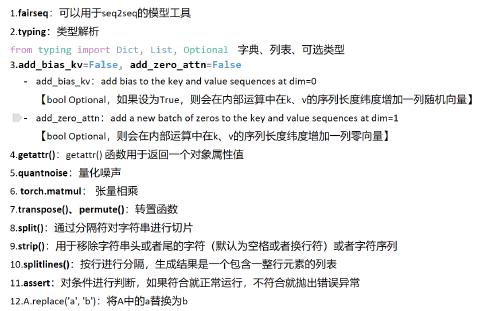 1.fairseq：可以用于seq2seq的模型工具
2.typing：类型解析
from typing import Dict, List, Optional 字典、列表、可选类型
3.add_bias_kv=False, add_zero_attn=False
- add_bias_kv：add bias to the key and value sequences at dim=0
【bool Optional，如果设为True，则会在内部运算中在k、v的序列长度纬度增加一列随机向量】
- add_zero_attn：add a new batch of zeros to the key and value sequences at dim=1
【bool Optional，则会在内部运算中在k、v的序列长度纬度增加一列零向量】
4.getattr()：getattr() 函数用于返回一个对象属性值
5.quantnoise：量化噪声
6. torch.matmul： 张量相乘
7.transpose()、permute()：转置函数
8.split()：通过分隔符对字符串进行切片
9.strip()：用于移除字符串头或者尾的字符（默认为空格或者换行符）或者字符序列
10.splitlines()：按行进行分隔，生成结果是一个包含一整行元素的列表
11.assert：对条件进行判断，如果符合就正常运行，不符合就抛出错误异常
12.A.replace('a', 'b')：将A中的a替换为b